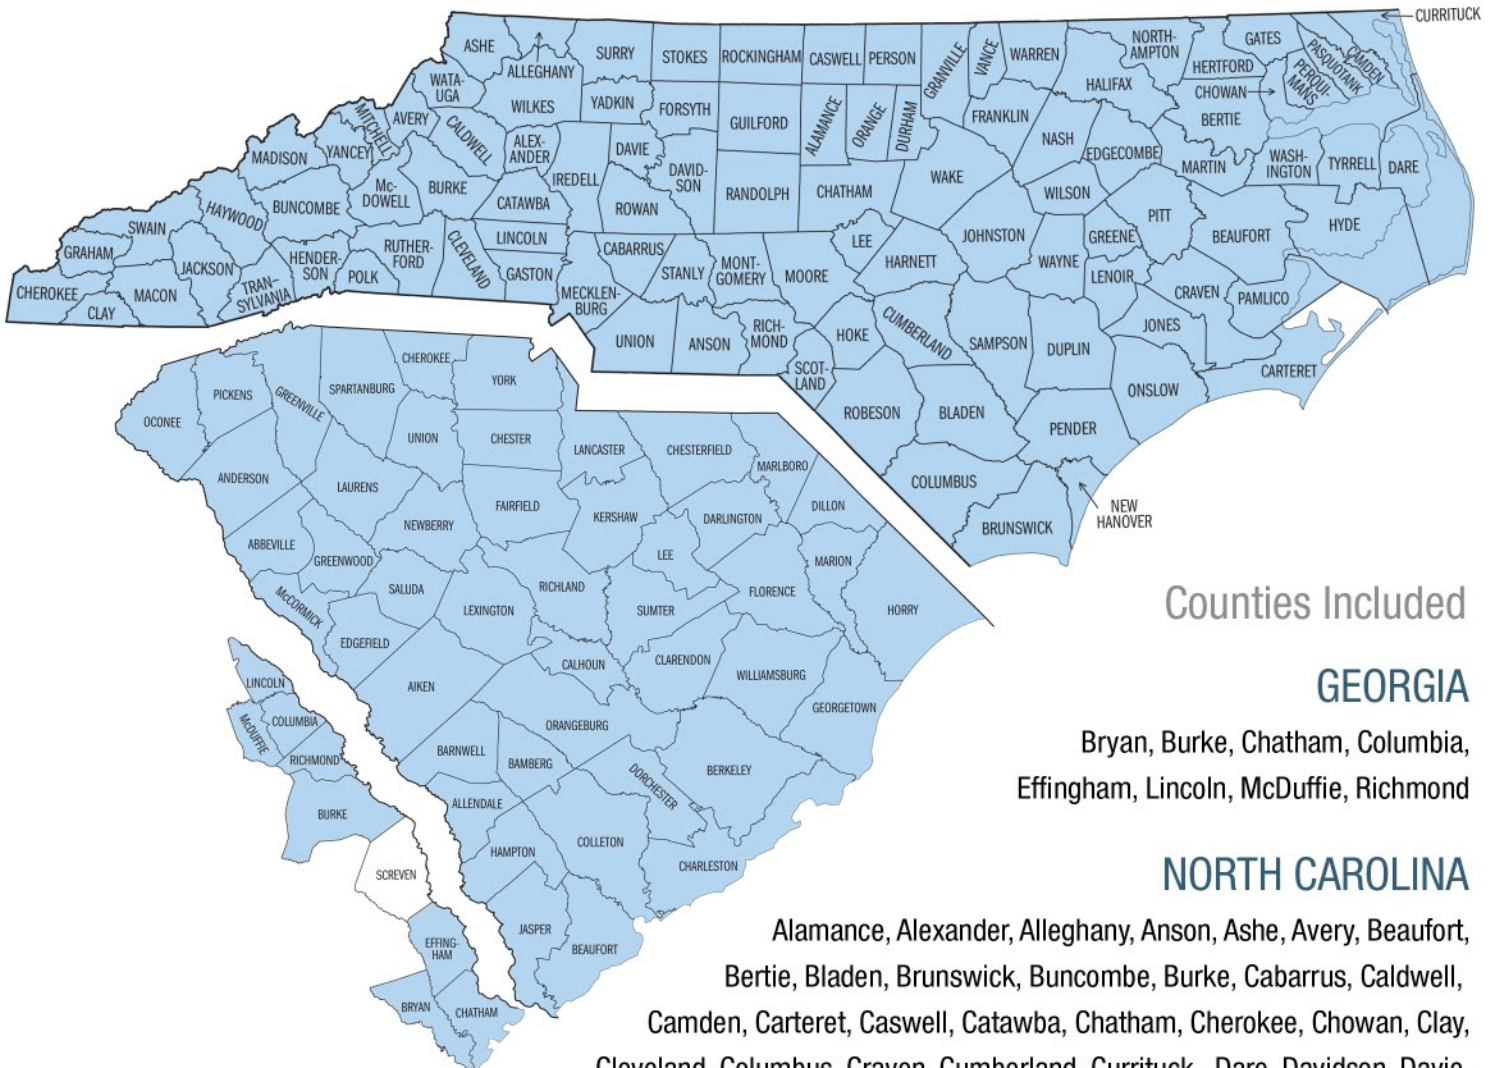 CURRITUCK
ASHE
ALLEGHANY
SURRY
STOKES
ROCKINGHAM
CASWELL
PERSON
GRANVILLE
VANCE
WARREN
NORTH-
AMPTON
GATES
HERTFORD
PASQUOTANK
CAMDEN
PERQUI-
MANS
CHOWAN
BERTIE
HALIFAX
WATA-
UGA
WILKES
YADKIN
FORSYTH
GUILFORD
ALAMANCE
ORANGE
DURHAM
FRANKLIN
NASH
EDGECOMBE
MARTIN
WASH-
INGTON
TYRRELL
DARE
MITCHELL
AVERY
CALDWELL
ALEX-
ANDER
DAVIE
DAVID-
SON
MADISON
YANCEY
Mc-
DOWELL
BURKE
CATAWBA
IREDELL
ROWAN
RANDOLPH
CHATHAM
WAKE
WILSON
PITT
BEAUFORT
HYDE
SWAIN
HAYWOOD
BUNCOMBE
GRAHAM
JACKSON
HENDER-
SON
POLK
RUTHER-
FORD
CLEVELAND
LINCOLN
GASTON
CABARRUS
STANLY
MONT-
GOMERY
MOORE
LEE
HARNETT
JOHNSTON
WAYNE
GREENE
LENOIR
CRAVEN
PAMLICO
CHEROKEE
CLAY
MACON
TRAN-
SYLVANIA
MECKLEN-
BURG
UNION
ANSON
RICH-
MOND
SCOT-
LAND
HOKE
CUMBERLAND
SAMPSON
DUPLIN
JONES
CARTERET
ONSLOW
ROBESON
BLADEN
PENDER
COLUMBUS
BRUNSWICK
NEW
HANOVER
OCONEE
PICKENS
GREENVILLE
SPARTANBURG
CHEROKEE
YORK
UNION
CHESTER
LANCASTER
CHESTERFIELD
MARLBORO
DILLON
ANDERSON
LAURENS
NEWBERRY
FAIRFIELD
KERSHAW
DARLINGTON
ABBEVILLE
GREENWOOD
SALUDA
LEXINGTON
RICHLAND
LEE
SUMTER
FLORENCE
MARION
HORRY
McCORMICK
EDGEFIELD
AIKEN
CALHOUN
CLARENDON
WILLIAMSBURG
GEORGETOWN
ORANGEBURG
BARNWELL
BAMBERG
DORCHESTER
BERKELEY
ALLENDALE
HAMPTON
COLLETON
CHARLESTON
JASPER
BEAUFORT
LINCOLN
COLUMBIA
McDUFFIE
RICHMOND
BURKE
SCREVEN
EFFING-
HAM
BRYAN
CHATHAM
Counties Included
GEORGIA
Bryan, Burke, Chatham, Columbia,
Effingham, Lincoln, McDuffie, Richmond
NORTH CAROLINA
Alamance, Alexander, Alleghany, Anson, Ashe, Avery, Beaufort,
Bertie, Bladen, Brunswick, Buncombe, Burke, Cabarrus, Caldwell,
Camden, Carteret, Caswell, Catawba, Chatham, Cherokee, Chowan, Clay,
Cleveland, Columbus, Craven, Cumberland, Currituck, Dare, Davidson, Davie,